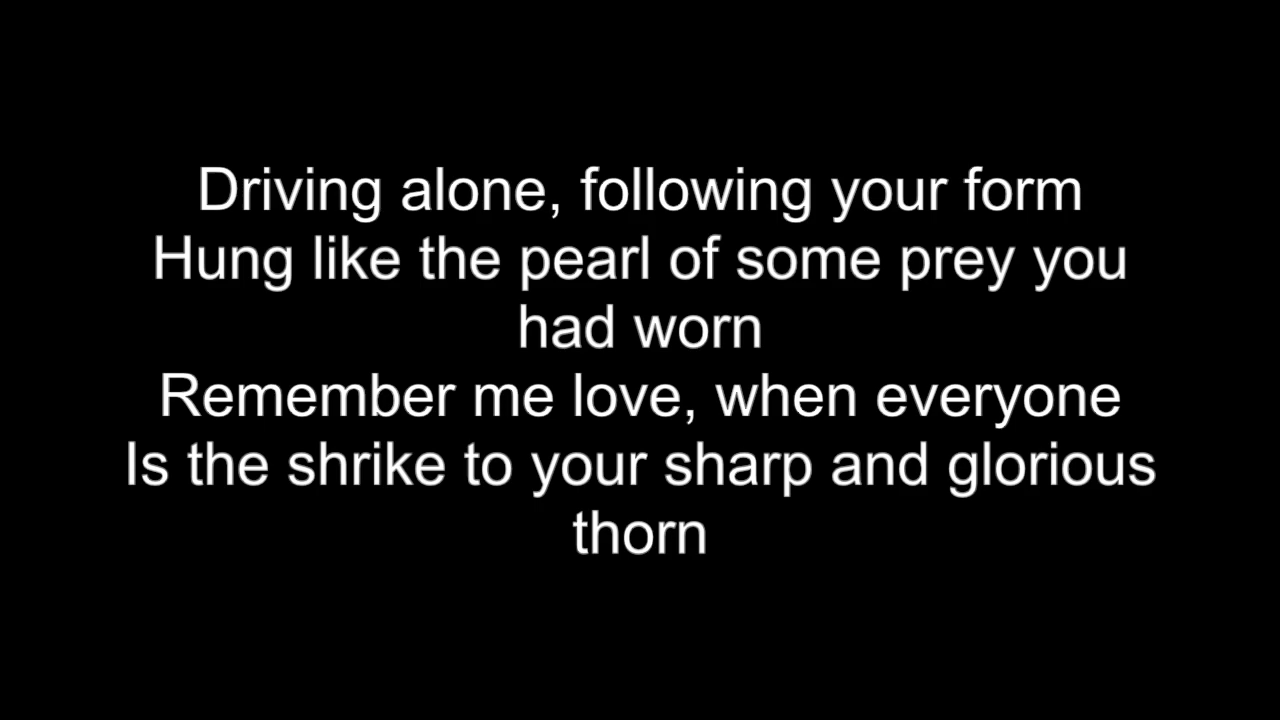 Driving alone, following your form
Hung like the pearl of some prey you
had worn
Remember me love, when everyone
Is the shrike to your sharp and glorious
thorn